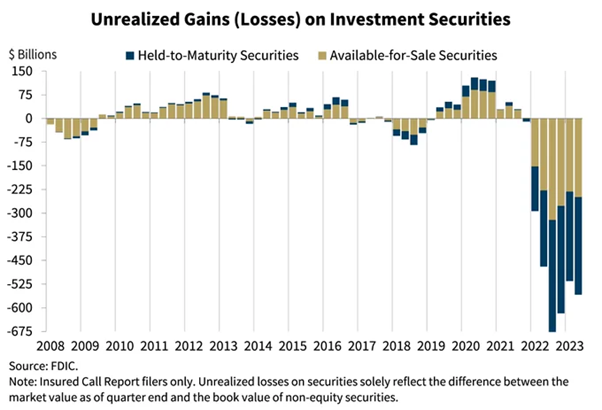 Unrealized Gains (Losses) on Investment Securities
$ Billions
Held-to-Maturity Securities Available-for-Sale Securities
150
75
0
-75
-150
-225
-300
-375
-450
-525
-600
-675
2008 2009 2010 2011 2012 2013 2014 2015 2016 2017 2018 2019 2020 2021 2022 2023
Source: FDIC.
Note: Insured Call Report filers only. Unrealized losses on securities solely reflect the difference between the
market value as of quarter end and the book value of non-equity securities.